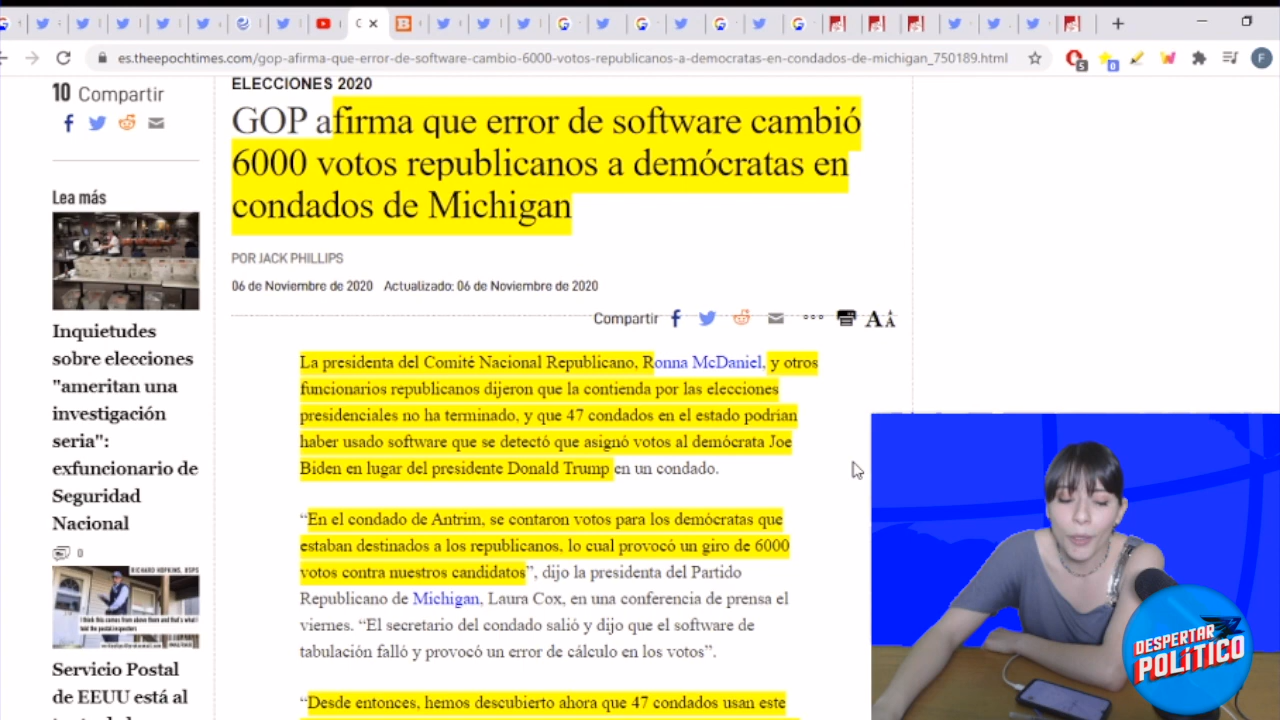 es.theepochtimes.com/gop-afirma-que-error-de-software-cambio-6000-votos-republicanos-a-democratas-en-condados-de-michigan_750189.html
5
0
F
10 Compartir
Lea más
Inquietudes
sobre elecciones
"ameritan una
investigación
seria":
exfuncionario de
Seguridad
Nacional
0
RICHARD HOPKINS, USPS
Servicio Postal
de EEUU está al
ELECCIONES 2020
GOP afirma que error de software cambió
6000 votos republicanos a demócratas en
condados de Michigan
POR JACK PHILLIPS
06 de Noviembre de 2020 Actualizado: 06 de Noviembre de 2020
Compartir
AA
La presidenta del Comité Nacional Republicano, Ronna McDaniel, y otros
funcionarios republicanos dijeron que la contienda por las elecciones
presidenciales no ha terminado, y que 47 condados en el estado podrían
haber usado software que se detectó que asignó votos al demócrata Joe
Biden en lugar del presidente Donald Trump en un condado.
“En el condado de Antrim, se contaron votos para los demócratas que
estaban destinados a los republicanos, lo cual provocó un giro de 6000
votos contra nuestros candidatos”, dijo la presidenta del Partido
Republicano de Michigan, Laura Cox, en una conferencia de prensa el
viernes. “El secretario del condado salió y dijo que el software de
tabulación falló y provocó un error de cálculo en los votos”.
“Desde entonces, hemos descubierto ahora que 47 condados usan este
DESPERTAR
POLÍTICO